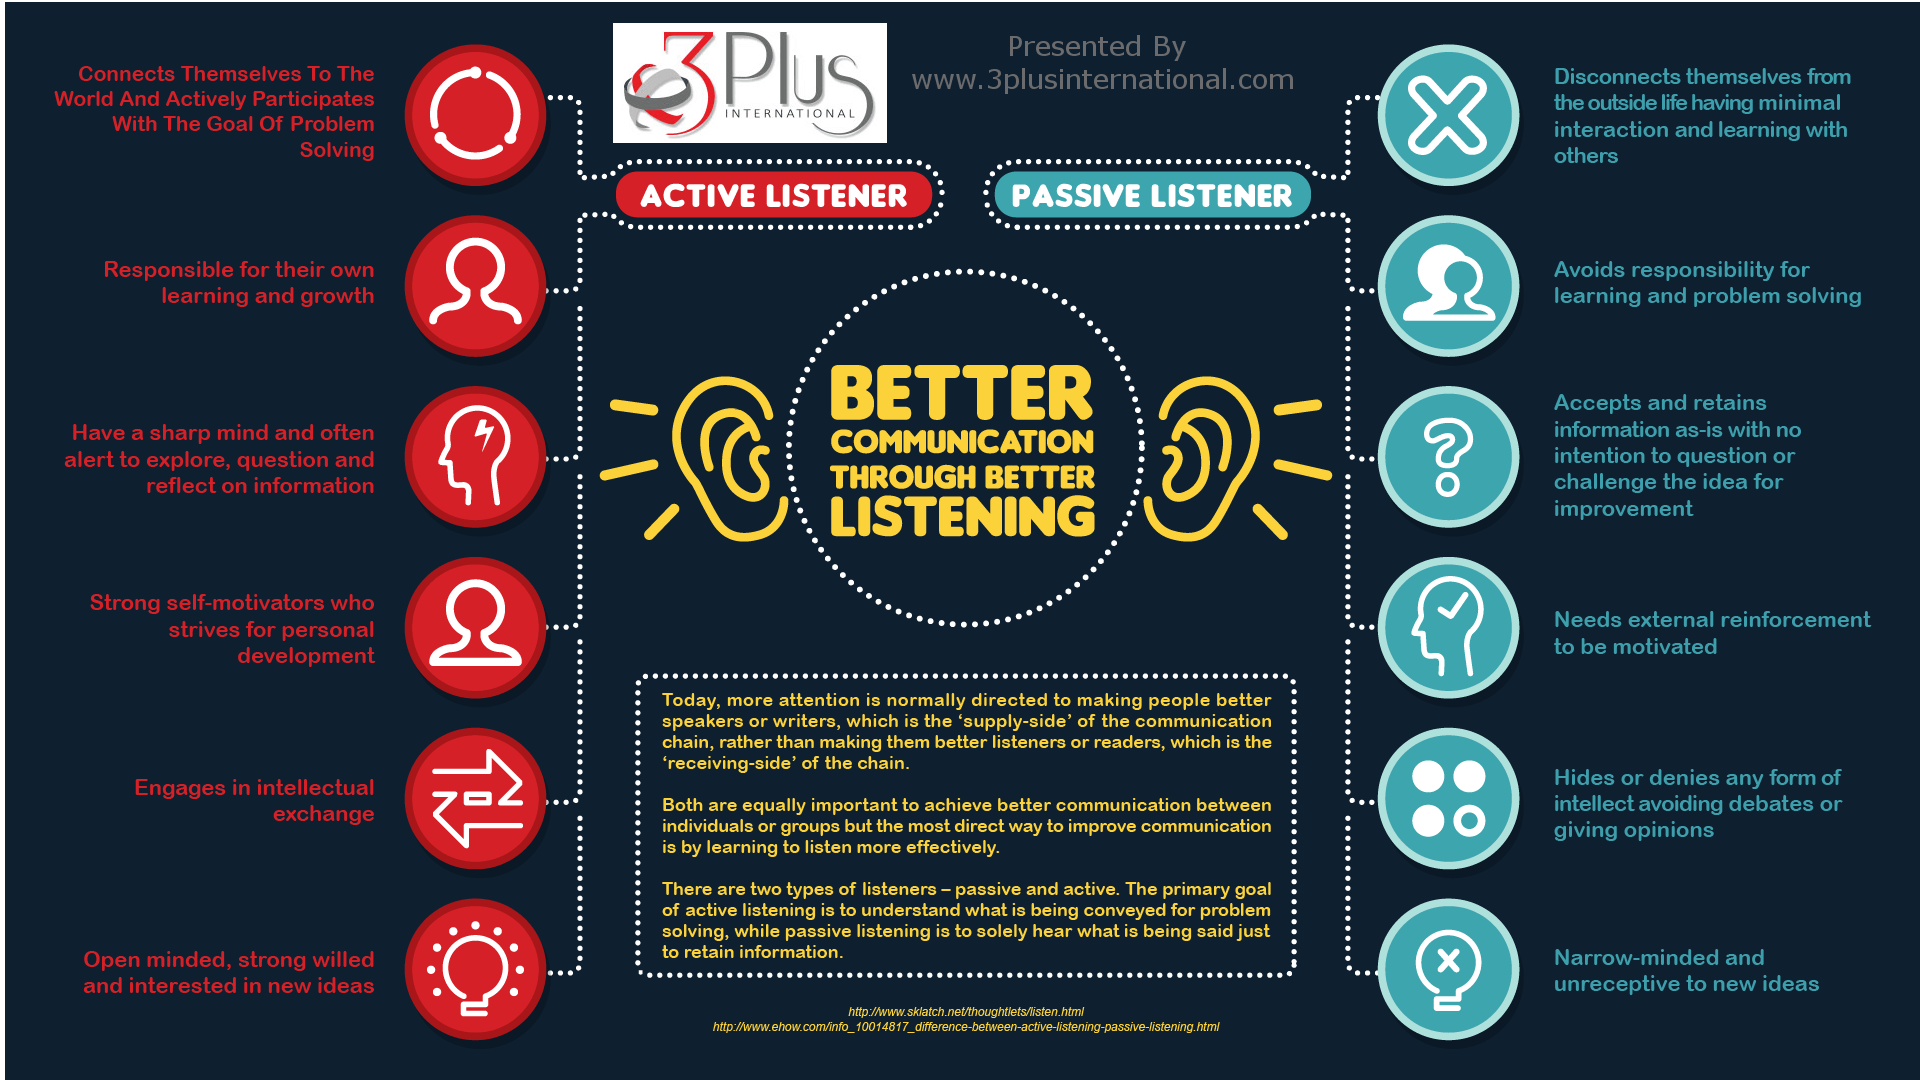 3Plus
INTERNATIONAL
Presented By
www.3plusinternational.com
ACTIVE LISTENER
Connects Themselves To The
World And Actively Participates
With The Goal Of Problem
Solving
Responsible for their own
learning and growth
Have a sharp mind and often
alert to explore, question and
reflect on information
Strong self-motivators who
strives for personal
development
Engages in intellectual
exchange
Open minded, strong willed
and interested in new ideas
BETTER
COMMUNICATION
THROUGH BETTER
LISTENING
Today, more attention is normally directed to making people better
speakers or writers, which is the ‘supply-side’ of the communication
chain, rather than making them better listeners or readers, which is the
‘receiving-side’ of the chain.
Both are equally important to achieve better communication between
individuals or groups but the most direct way to improve communication
is by learning to listen more effectively.
There are two types of listeners – passive and active. The primary goal
of active listening is to understand what is being conveyed for problem
solving, while passive listening is to solely hear what is being said just
to retain information.
http://www.sklatch.net/thoughtlets/listen.html
http://www.ehow.com/info_10014817_difference-between-active-listening-passive-listening.html
PASSIVE LISTENER
Disconnects themselves from
the outside life having minimal
interaction and learning with
others
Avoids responsibility for
learning and problem solving
Accepts and retains
information as-is with no
intention to question or
challenge the idea for
improvement
Needs external reinforcement
to be motivated
Hides or denies any form of
intellect avoiding debates or
giving opinions
Narrow-minded and
unreceptive to new ideas